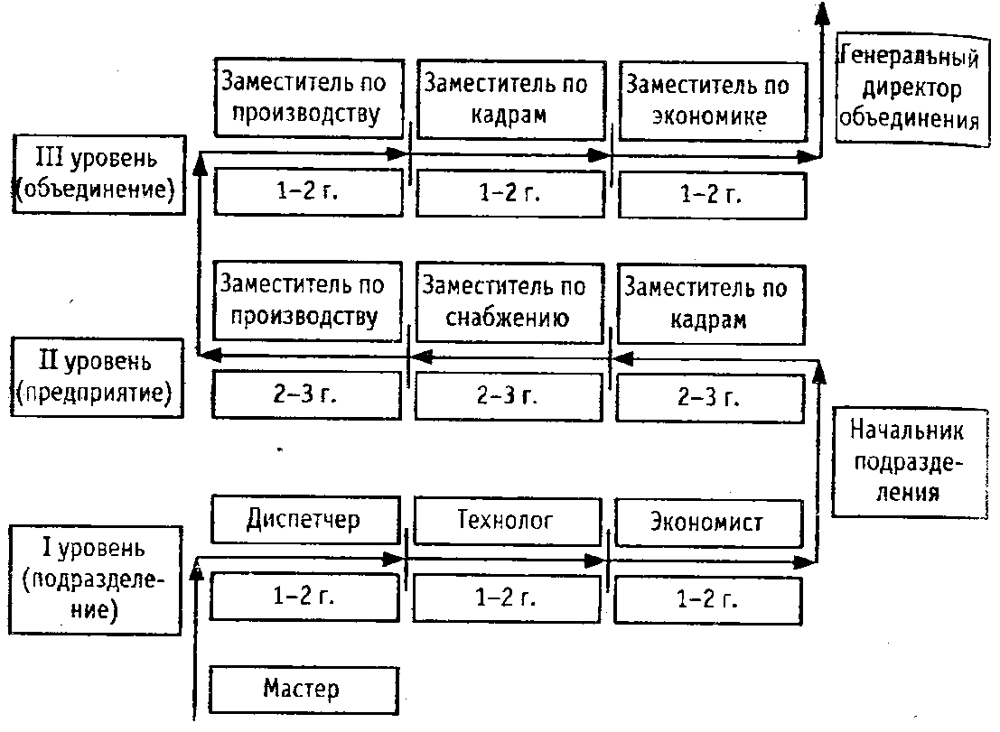 Генеральный
директор
объединения
Заместитель по
производству
Заместитель по
кадрам
Заместитель по
экономике
III уровень
(объединение)
1–2 г.
1–2 г.
1–2 г.
Заместитель по
производству
Заместитель по
снабжению
Заместитель по
кадрам
II уровень
(предприятие)
2–3 г.
2–3 г.
2–3 г.
Начальник
подразде-
ления
Диспетчер
Технолог
Экономист
I уровень
(подразделе-
ние)
1–2 г.
1–2 г.
1–2 г.
Мастер